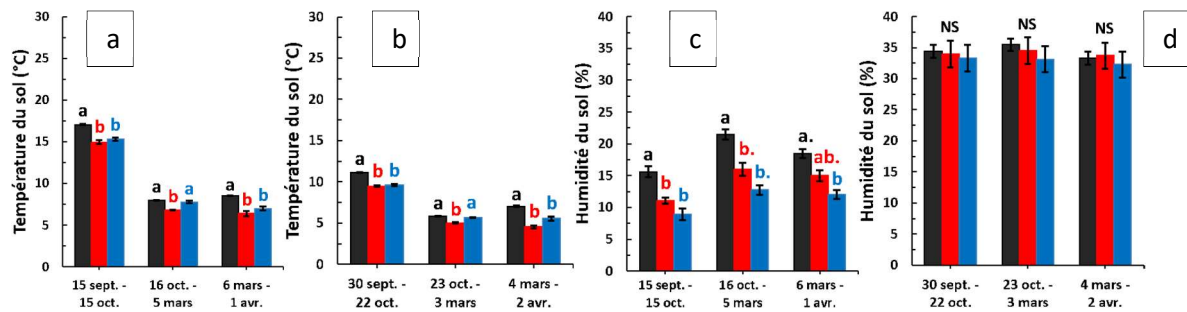 a
Température du sol (°C)
30
25
20
15
10
5
0
a b b
a b a
a b b
15 sept. - 16 oct. - 6 mars -
15 oct. 5 mars 1 avr.
b
Température du sol (°C)
30
25
20
15
10
5
0
a b b
a b a
a b b
30 sept. - 23 oct. - 4 mars -
22 oct. 3 mars 2 avr.
c
Humidité du sol (%)
40
35
30
25
20
15
10
5
0
a b b
a b. b.
a. ab. b
15 sept. - 16 oct. - 6 mars -
15 oct. 5 mars 1 avr.
d
Humidité du sol (%)
40
35
30
25
20
15
10
5
0
NS NS NS
30 sept. - 23 oct. - 4 mars -
22 oct. 3 mars 2 avr.